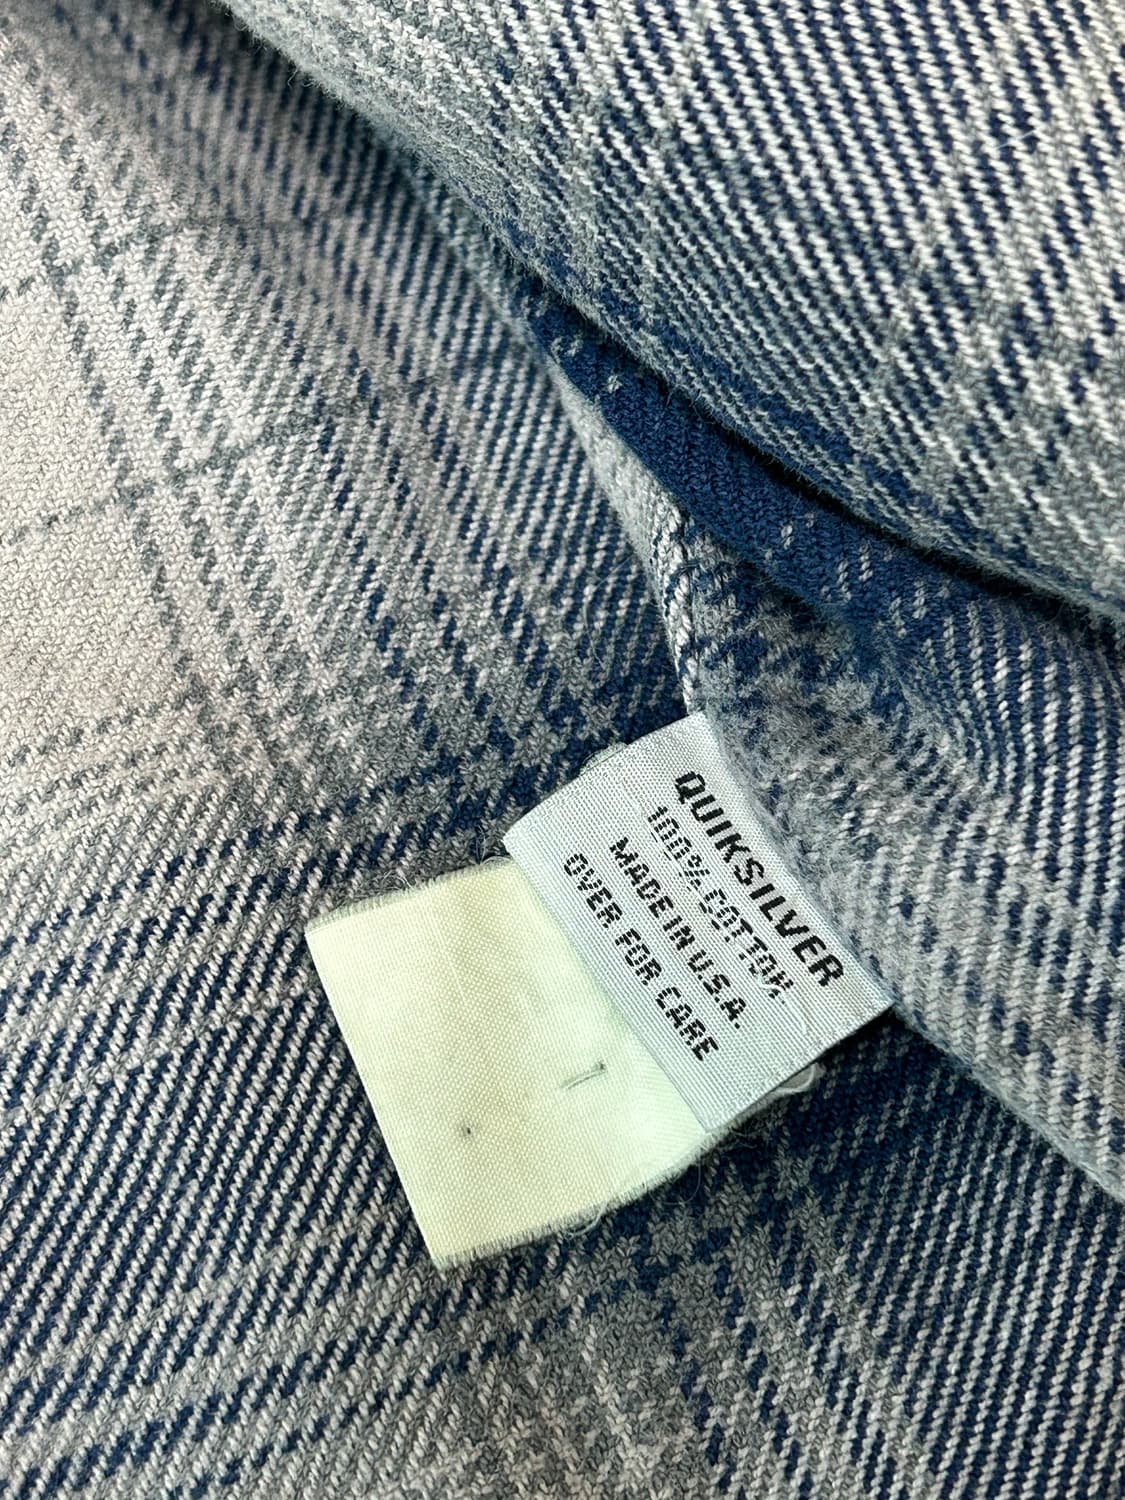 QUIKSILVER
100% COTTON
MADE IN U.S.A.
OVER FOR CARE